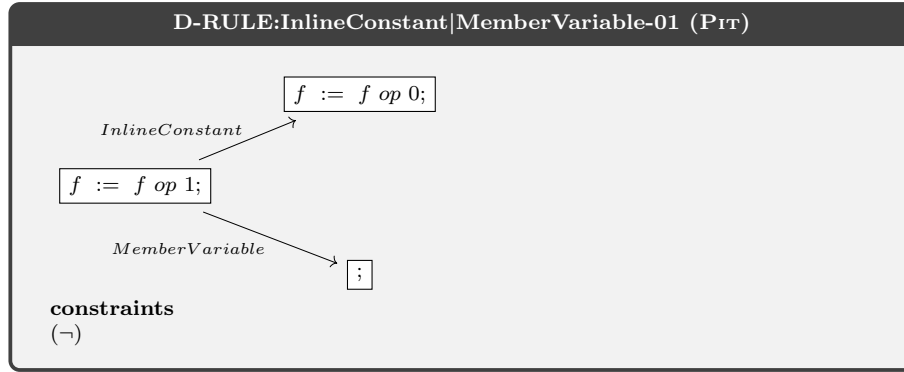 D-RULE:InlineConstant|MemberVariable-01 (PIT)
f := f op 0;
InlineConstant
f := f op 1;
MemberVariable
;
constraints
(¬)